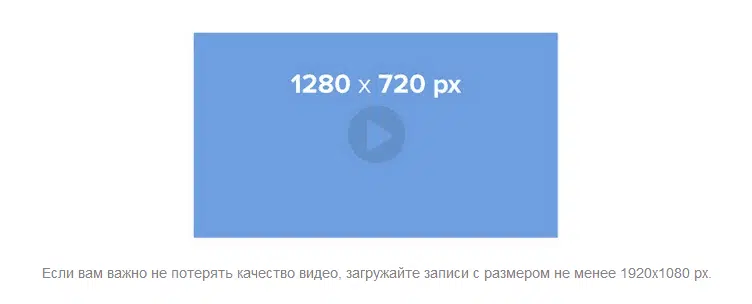 1280 x 720 px
Если вам важно не потерять качество видео, загружайте записи с размером не менее 1920x1080 px.